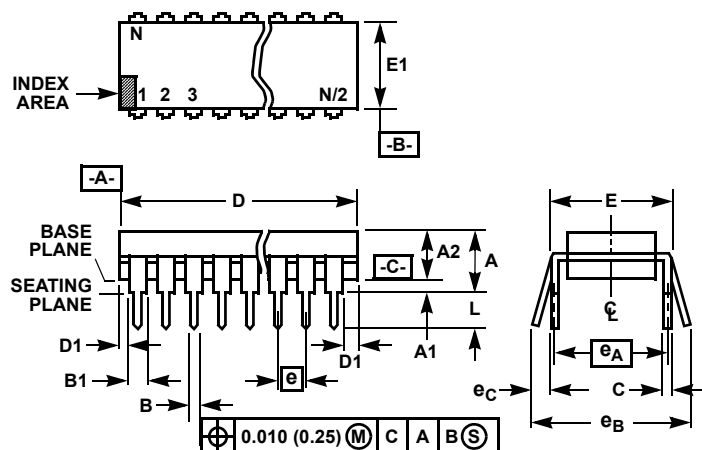 N
E1
INDEX
AREA
1 2 3 N/2
-B-
-A-
D
E
BASE
PLANE
A2 A
-C-
SEATING
PLANE
L
C
L
D1 A1 D1
eA
B1 e eC C
B eB
0.010 (0.25) M C A B S